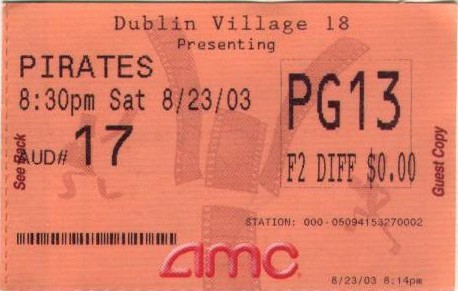 Dublin Village 18
Presenting
PIRATES
8:30pm Sat 8/23/03
PG13
AUD# 17
F2 DIFF $0.00
See Back
Guest Copy
STATION: 000-05094153270002
AMC
8/23/03 8:14pm